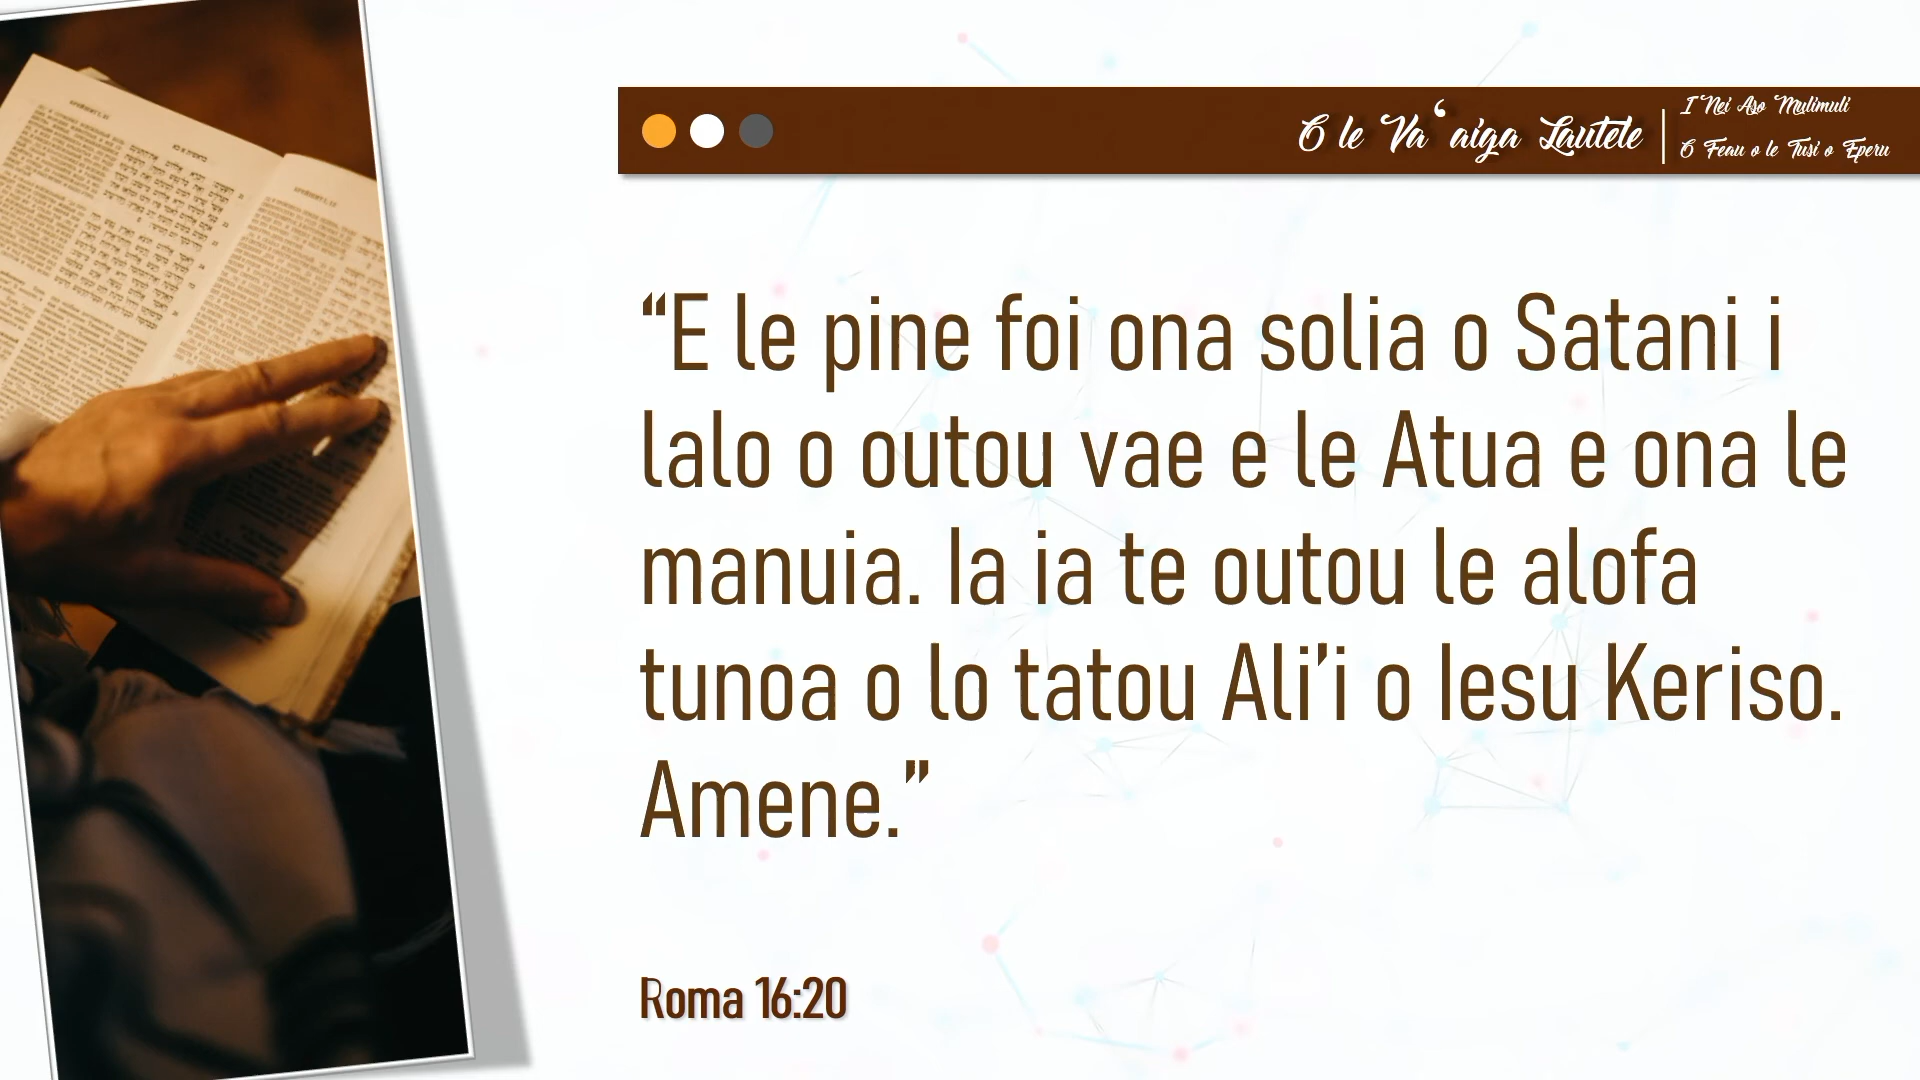 O le Va‘aiga Lautele
I Nei Aso Mulimuli
O Feau o le Tusi o Eperu
“E le pine foi ona solia o Satani i
lalo o outou vae e le Atua e ona le
manuia. Ia ia te outou le alofa
tunoa o lo tatou Ali’i o Iesu Keriso.
Amene.”
Roma 16:20